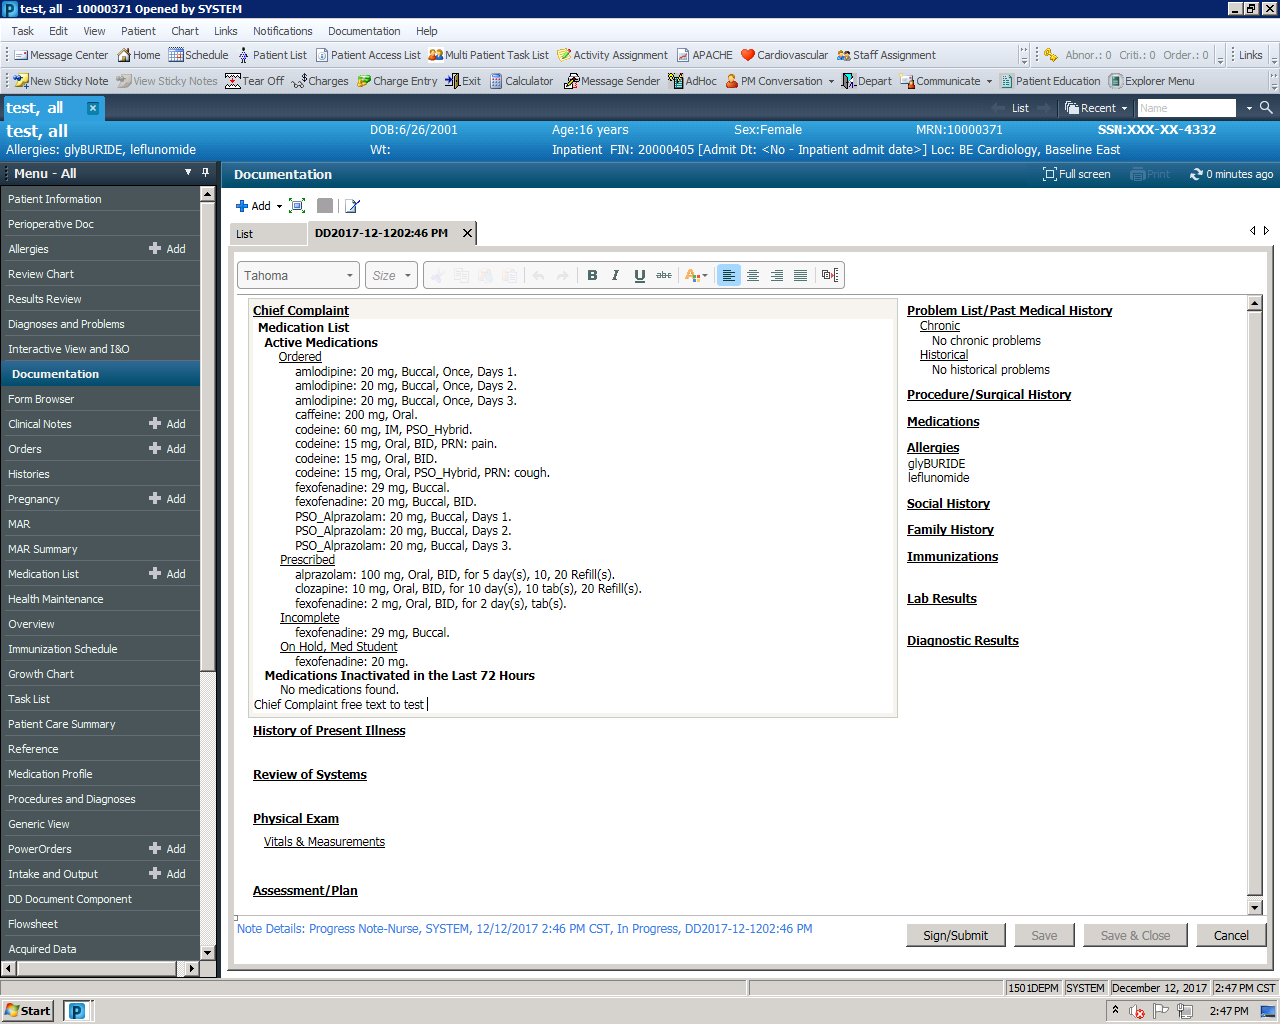 test, all - 10000371 Opened by SYSTEM
Task Edit View Patient Chart Links Notifications Documentation Help
Message Center Home Schedule Patient List Patient Access List Multi Patient Task List Activity Assignment APACHE Cardiovascular Staff Assignment Abnor.: 0 Criti.: 0 Order.: 0 Links
New Sticky Note View Sticky Notes Tear Off Charges Charge Entry Exit Calculator Message Sender AdHoc PM Conversation Depart Communicate Patient Education Explorer Menu
test, all List Recent Name
test, all DOB:6/26/2001 Age:16 years Sex:Female MRN:10000371 SSN:XXX-XX-4332
Allergies: glyBURIDE, leflunomide Wt: Inpatient FIN: 20000405 [Admit Dt: <No - Inpatient admit date>] Loc: BE Cardiology, Baseline East
Menu - All
Patient Information
Perioperative Doc
Allergies Add
Review Chart
Results Review
Diagnoses and Problems
Interactive View and I&O
Documentation
Form Browser
Clinical Notes Add
Orders Add
Histories
Pregnancy Add
MAR
MAR Summary
Medication List Add
Health Maintenance
Overview
Immunization Schedule
Growth Chart
Task List
Patient Care Summary
Reference
Medication Profile
Procedures and Diagnoses
Generic View
PowerOrders Add
Intake and Output Add
DD Document Component
Flowsheet
Acquired Data
Documentation Full screen Print 0 minutes ago
Add
List DD2017-12-1202:46 PM
Tahoma Size B I U abc A
Chief Complaint
Medication List
Active Medications
Ordered
amlodipine: 20 mg, Buccal, Once, Days 1.
amlodipine: 20 mg, Buccal, Once, Days 2.
amlodipine: 20 mg, Buccal, Once, Days 3.
caffeine: 200 mg, Oral.
codeine: 60 mg, IM, PSO_Hybrid.
codeine: 15 mg, Oral, BID, PRN: pain.
codeine: 15 mg, Oral, BID.
codeine: 15 mg, Oral, PSO_Hybrid, PRN: cough.
fexofenadine: 29 mg, Buccal.
fexofenadine: 20 mg, Buccal, BID.
PSO_Alprazolam: 20 mg, Buccal, Days 1.
PSO_Alprazolam: 20 mg, Buccal, Days 2.
PSO_Alprazolam: 20 mg, Buccal, Days 3.
Prescribed
alprazolam: 100 mg, Oral, BID, for 5 day(s), 10, 20 Refill(s).
clozapine: 10 mg, Oral, BID, for 10 day(s), 10 tab(s), 20 Refill(s).
fexofenadine: 2 mg, Oral, BID, for 2 day(s), tab(s).
Incomplete
fexofenadine: 29 mg, Buccal.
On Hold, Med Student
fexofenadine: 20 mg.
Medications Inactivated in the Last 72 Hours
No medications found.
Chief Complaint free text to test
History of Present Illness
Review of Systems
Physical Exam
Vitals & Measurements
Assessment/Plan
Problem List/Past Medical History
Chronic
No chronic problems
Historical
No historical problems
Procedure/Surgical History
Medications
Allergies
glyBURIDE
leflunomide
Social History
Family History
Immunizations
Lab Results
Diagnostic Results
Note Details: Progress Note-Nurse, SYSTEM, 12/12/2017 2:46 PM CST, In Progress, DD2017-12-1202:46 PM
Sign/Submit Save Save & Close Cancel
1501DEPM SYSTEM December 12, 2017 2:47 PM CST
Start 2:47 PM